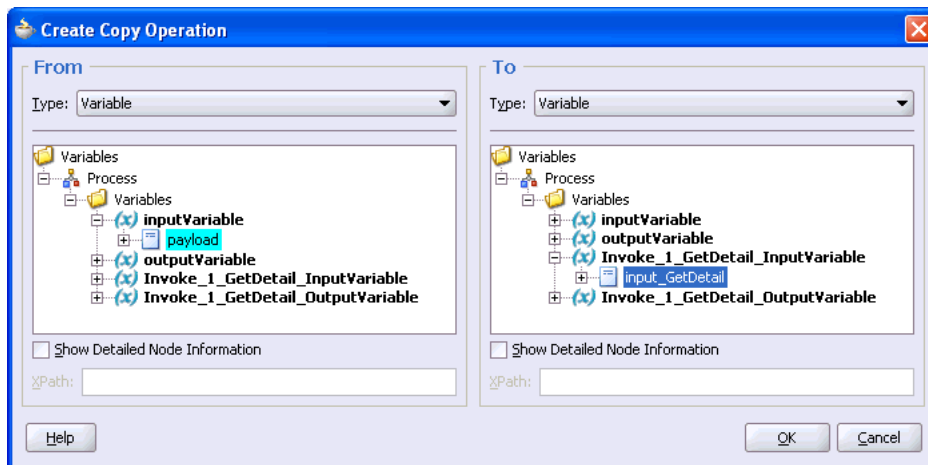 Create Copy Operation
From
Type: Variable
Variables
Process
Variables
(x) inputVariable
payload
(x) outputVariable
(x) Invoke_1_GetDetail_InputVariable
(x) Invoke_1_GetDetail_OutputVariable
Show Detailed Node Information
XPath:
To
Type: Variable
Variables
Process
Variables
(x) inputVariable
(x) outputVariable
(x) Invoke_1_GetDetail_InputVariable
input_GetDetail
(x) Invoke_1_GetDetail_OutputVariable
Show Detailed Node Information
XPath:
Help
OK
Cancel